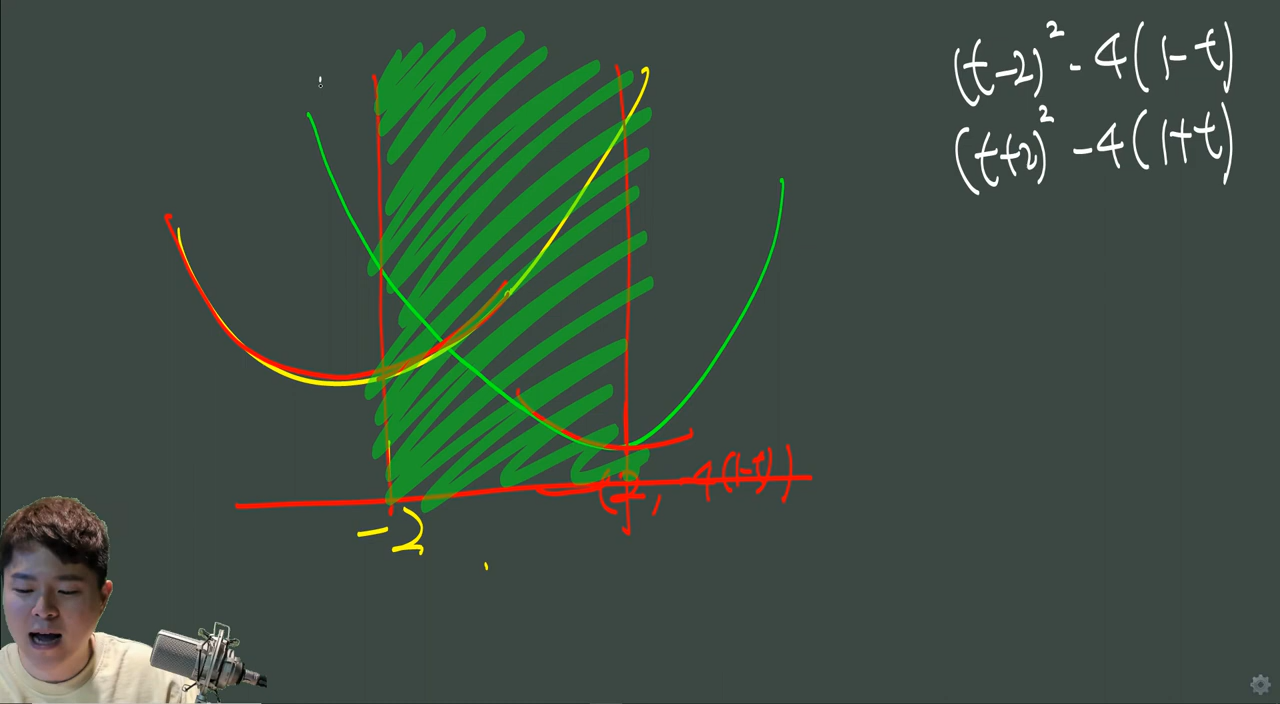 (t-2)² - 4(1-t)
(t+2)² - 4(1+t)
(2, -4(1-t))
-2